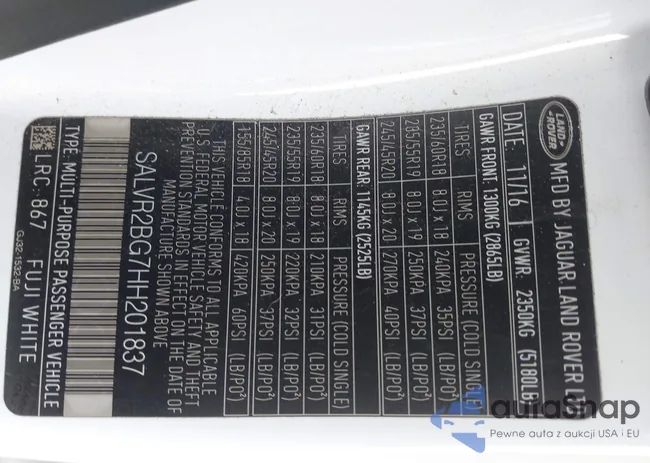 LAND-
-ROVER
MFD BY JAGUAR LAND ROVER
DATE: 11/16 GVWR: 2350KG (5180LB)
GAWR FRONT: 1300KG (2865LB)
TIRES RIMS PRESSURE (COLD SINGLE)
235/60R18 8.0J x 18 240KPA 35PSI (LB/PO²)
235/55R19 8.0J x 19 250KPA 37PSI (LB/PO²)
245/45R20 8.0J x 20 270KPA 40PSI (LB/PO²)
GAWR REAR: 1145KG (2525LB)
TIRES RIMS PRESSURE (COLD SINGLE)
235/60R18 8.0J x 18 210KPA 31PSI (LB/PO²)
235/55R19 8.0J x 19 220KPA 32PSI (LB/PO²)
245/45R20 8.0J x 20 250KPA 37PSI (LB/PO²)
155/85R18 4.0J x 18 420KPA 60PSI (LB/PO²)
THIS VEHICLE CONFORMS TO ALL APPLICABLE
U.S FEDERAL MOTOR VEHICLE SAFETY AND THEFT
PREVENTION STANDARDS IN EFFECT ON THE DATE OF
MANUFACTURE SHOWN ABOVE
SALVR2BG7HH201837
TYPE: MULTI-PURPOSE PASSENGER VEHICLE
LRC: 867 FUJI WHITE
GJ32-1532-BA
autaSnap
Pewne auta z aukcji USA i EU